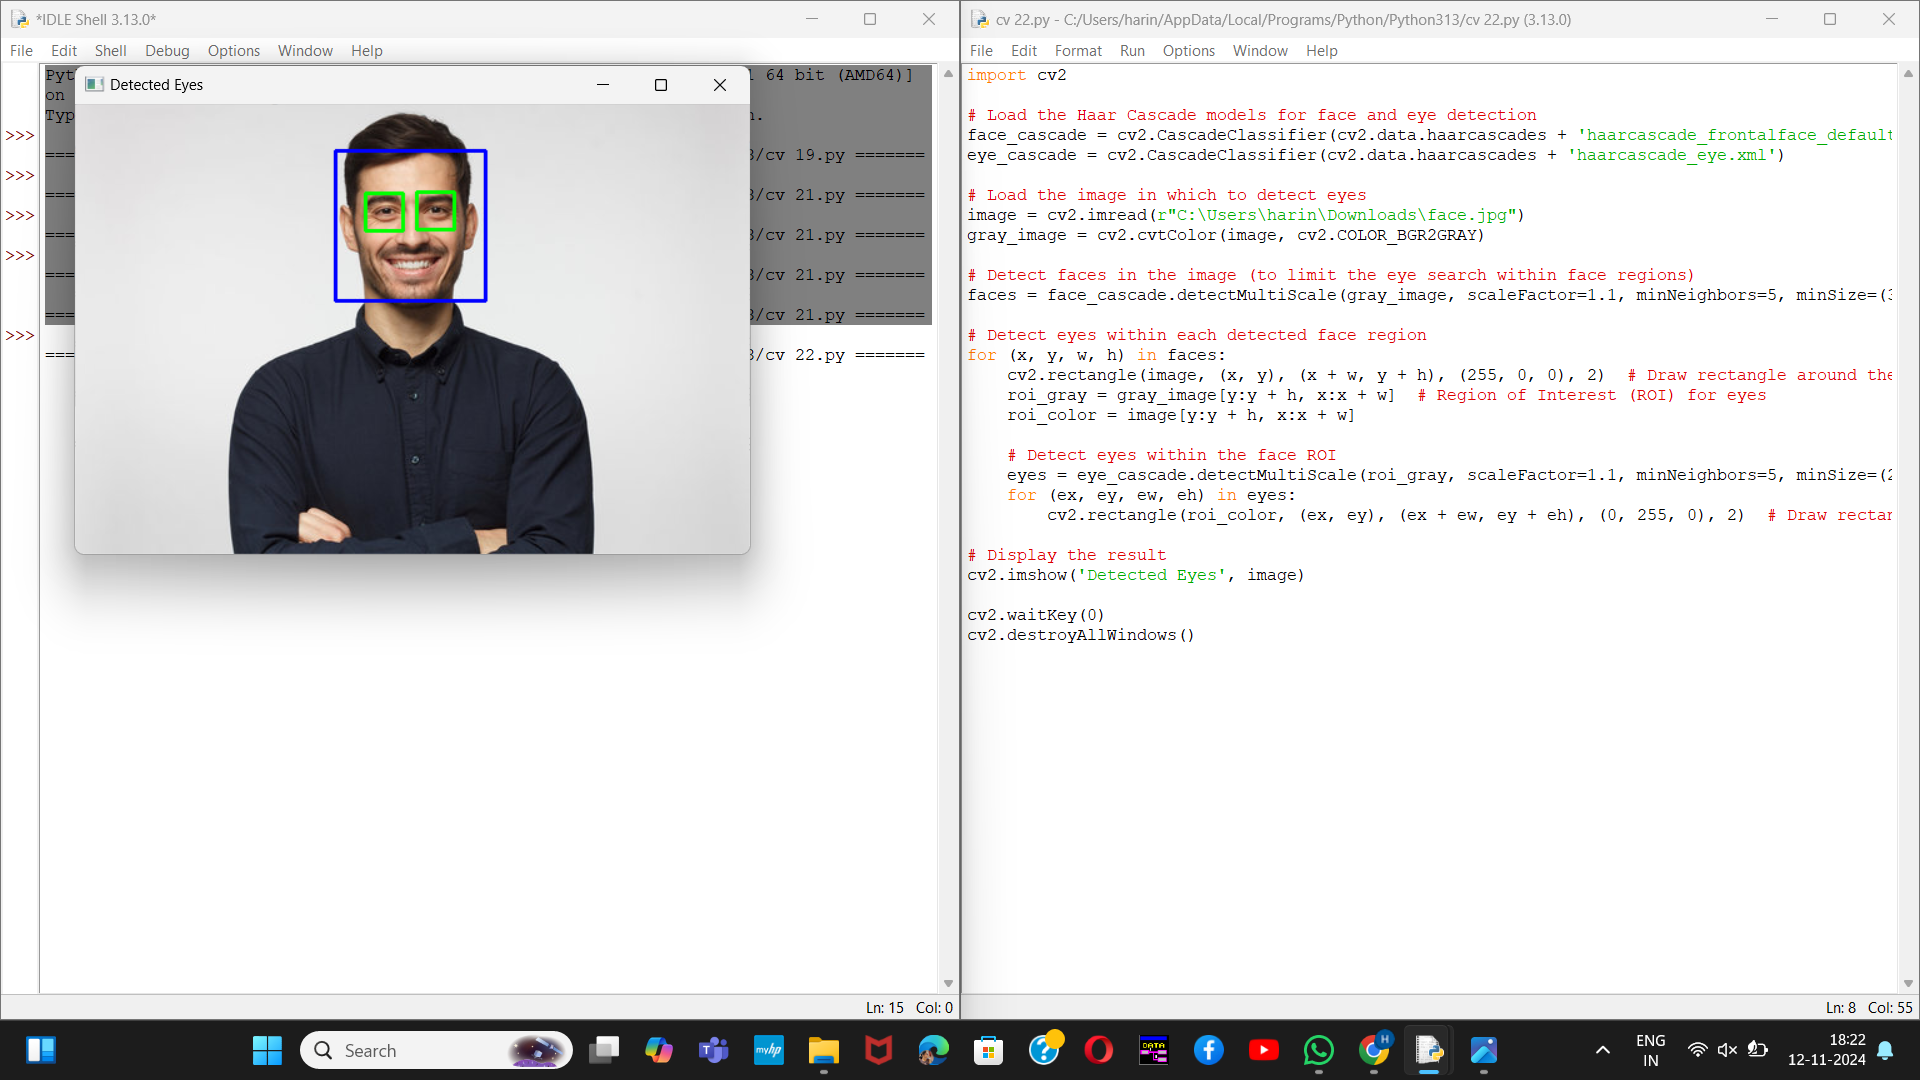 *IDLE Shell 3.13.0*
File Edit Shell Debug Options Window Help
Pyt 64 bit (AMD64)]
on
Typ .
>>>
=== 3/cv 19.py =======
>>>
=== 3/cv 21.py =======
>>>
=== 3/cv 21.py =======
>>>
=== 3/cv 21.py =======
=== 3/cv 21.py =======
>>>
=== 3/cv 22.py =======
Detected Eyes
Ln: 15 Col: 0
cv 22.py - C:/Users/harin/AppData/Local/Programs/Python/Python313/cv 22.py (3.13.0)
File Edit Format Run Options Window Help
import cv2
# Load the Haar Cascade models for face and eye detection
face_cascade = cv2.CascadeClassifier(cv2.data.haarcascades + 'haarcascade_frontalface_default
eye_cascade = cv2.CascadeClassifier(cv2.data.haarcascades + 'haarcascade_eye.xml')
# Load the image in which to detect eyes
image = cv2.imread(r"C:\Users\harin\Downloads\face.jpg")
gray_image = cv2.cvtColor(image, cv2.COLOR_BGR2GRAY)
# Detect faces in the image (to limit the eye search within face regions)
faces = face_cascade.detectMultiScale(gray_image, scaleFactor=1.1, minNeighbors=5, minSize=(3
# Detect eyes within each detected face region
for (x, y, w, h) in faces:
    cv2.rectangle(image, (x, y), (x + w, y + h), (255, 0, 0), 2)  # Draw rectangle around the
    roi_gray = gray_image[y:y + h, x:x + w]  # Region of Interest (ROI) for eyes
    roi_color = image[y:y + h, x:x + w]
    # Detect eyes within the face ROI
    eyes = eye_cascade.detectMultiScale(roi_gray, scaleFactor=1.1, minNeighbors=5, minSize=(2
    for (ex, ey, ew, eh) in eyes:
        cv2.rectangle(roi_color, (ex, ey), (ex + ew, ey + eh), (0, 255, 0), 2)  # Draw rectan
# Display the result
cv2.imshow('Detected Eyes', image)
cv2.waitKey(0)
cv2.destroyAllWindows()
Ln: 8 Col: 55
Search
myhp
DATA
H
ENG
IN
18:22
12-11-2024